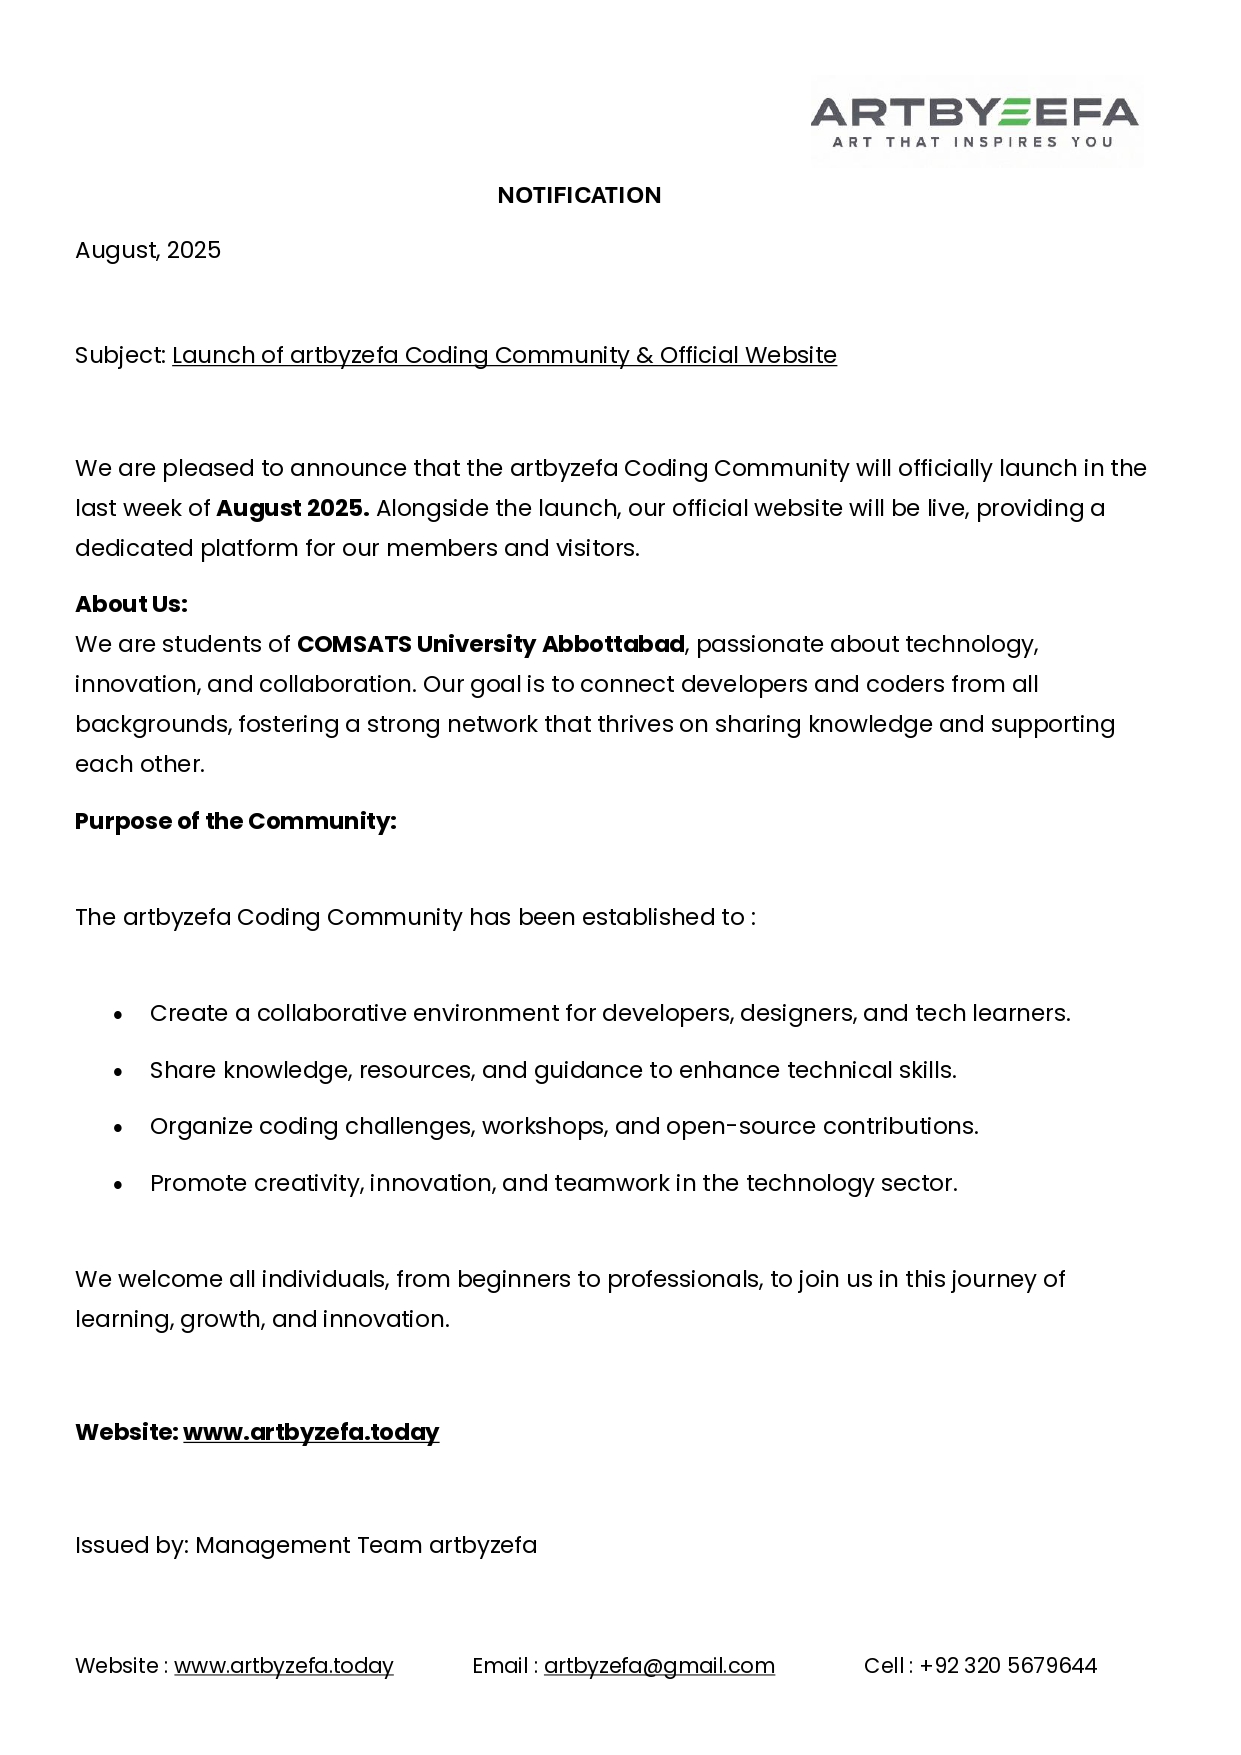 ARTBYZEFA
ART THAT INSPIRES YOU
NOTIFICATION
August, 2025
Subject: Launch of artbyzefa Coding Community & Official Website
We are pleased to announce that the artbyzefa Coding Community will officially launch in the
last week of August 2025. Alongside the launch, our official website will be live, providing a
dedicated platform for our members and visitors.
About Us:
We are students of COMSATS University Abbottabad, passionate about technology,
innovation, and collaboration. Our goal is to connect developers and coders from all
backgrounds, fostering a strong network that thrives on sharing knowledge and supporting
each other.
Purpose of the Community:
The artbyzefa Coding Community has been established to :
• Create a collaborative environment for developers, designers, and tech learners.
• Share knowledge, resources, and guidance to enhance technical skills.
• Organize coding challenges, workshops, and open-source contributions.
• Promote creativity, innovation, and teamwork in the technology sector.
We welcome all individuals, from beginners to professionals, to join us in this journey of
learning, growth, and innovation.
Website: www.artbyzefa.today
Issued by: Management Team artbyzefa
Website : www.artbyzefa.today Email : artbyzefa@gmail.com Cell : +92 320 5679644